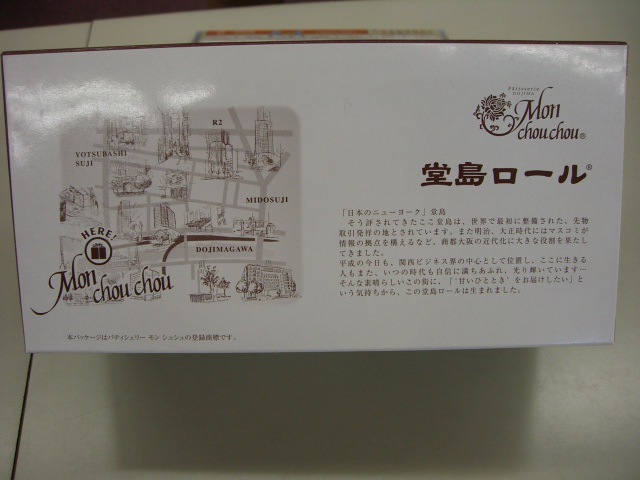 Pâtisserie
DOJIMA
Mon
chouchou®
堂島ロール®
R2
YOTSUBASHI
SUJI
MIDOSUJI
HERE!
DOJIMAGAWA
Mon
chou chou
「日本のニューヨーク」堂島
そう評されてきたここ堂島は、世界で最初に整備された、先物
取引発祥の地とされています。また明治、大正時代にはマスコミが
情報の拠点を構えるなど、商都大阪の近代化に大きな役割を果たし
てきました。
平成の今日も、関西ビジネス界の中心として位置し、ここに生きる
人もまた、いつの時代も自信に満ちあふれ、光り輝いています―
そんな素晴らしいこの街に、「“甘いひととき”をお届けしたい」と
いう気持ちから、この堂島ロールは生まれました。
本パッケージはパティシェリー モン シュシュの登録商標です。